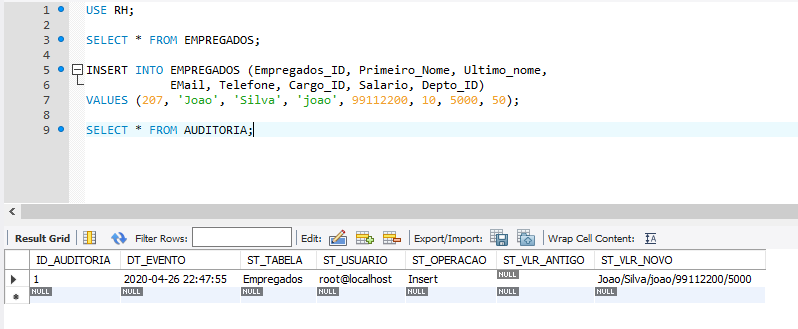 1 USE RH;
2
3 SELECT * FROM EMPREGADOS;
4
5 INSERT INTO EMPREGADOS (Empregados_ID, Primeiro_Nome, Ultimo_nome,
6 EMail, Telefone, Cargo_ID, Salario, Depto_ID)
7 VALUES (207, 'Joao', 'Silva', 'joao', 99112200, 10, 5000, 50);
8
9 SELECT * FROM AUDITORIA;
Result Grid Filter Rows: Edit: Export/Import: Wrap Cell Content: IA
ID_AUDITORIA DT_EVENTO ST_TABELA ST_USUARIO ST_OPERACAO ST_VLR_ANTIGO ST_VLR_NOVO
1 2020-04-26 22:47:55 Empregados root@localhost Insert NULL Joao/Silva/joao/99112200/5000
NULL NULL NULL NULL NULL NULL NULL